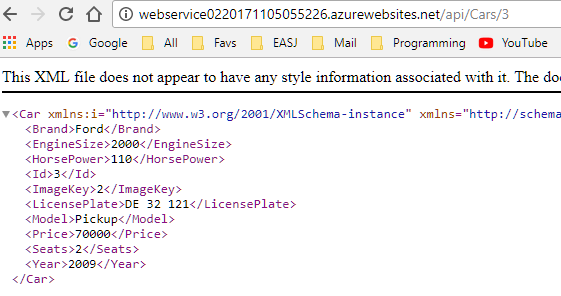 webservice0220171105055226.azurewebsites.net/api/Cars/3
Apps Bookmarks Google All Favs EASJ Mail Programming YouTube
This XML file does not appear to have any style information associated with it. The doc
<Car xmlns:i="http://www.w3.org/2001/XMLSchema-instance" xmlns="http://schema
<Brand>Ford</Brand>
<EngineSize>2000</EngineSize>
<HorsePower>110</HorsePower>
<Id>3</Id>
<ImageKey>2</ImageKey>
<LicensePlate>DE 32 121</LicensePlate>
<Model>Pickup</Model>
<Price>70000</Price>
<Seats>2</Seats>
<Year>2009</Year>
</Car>